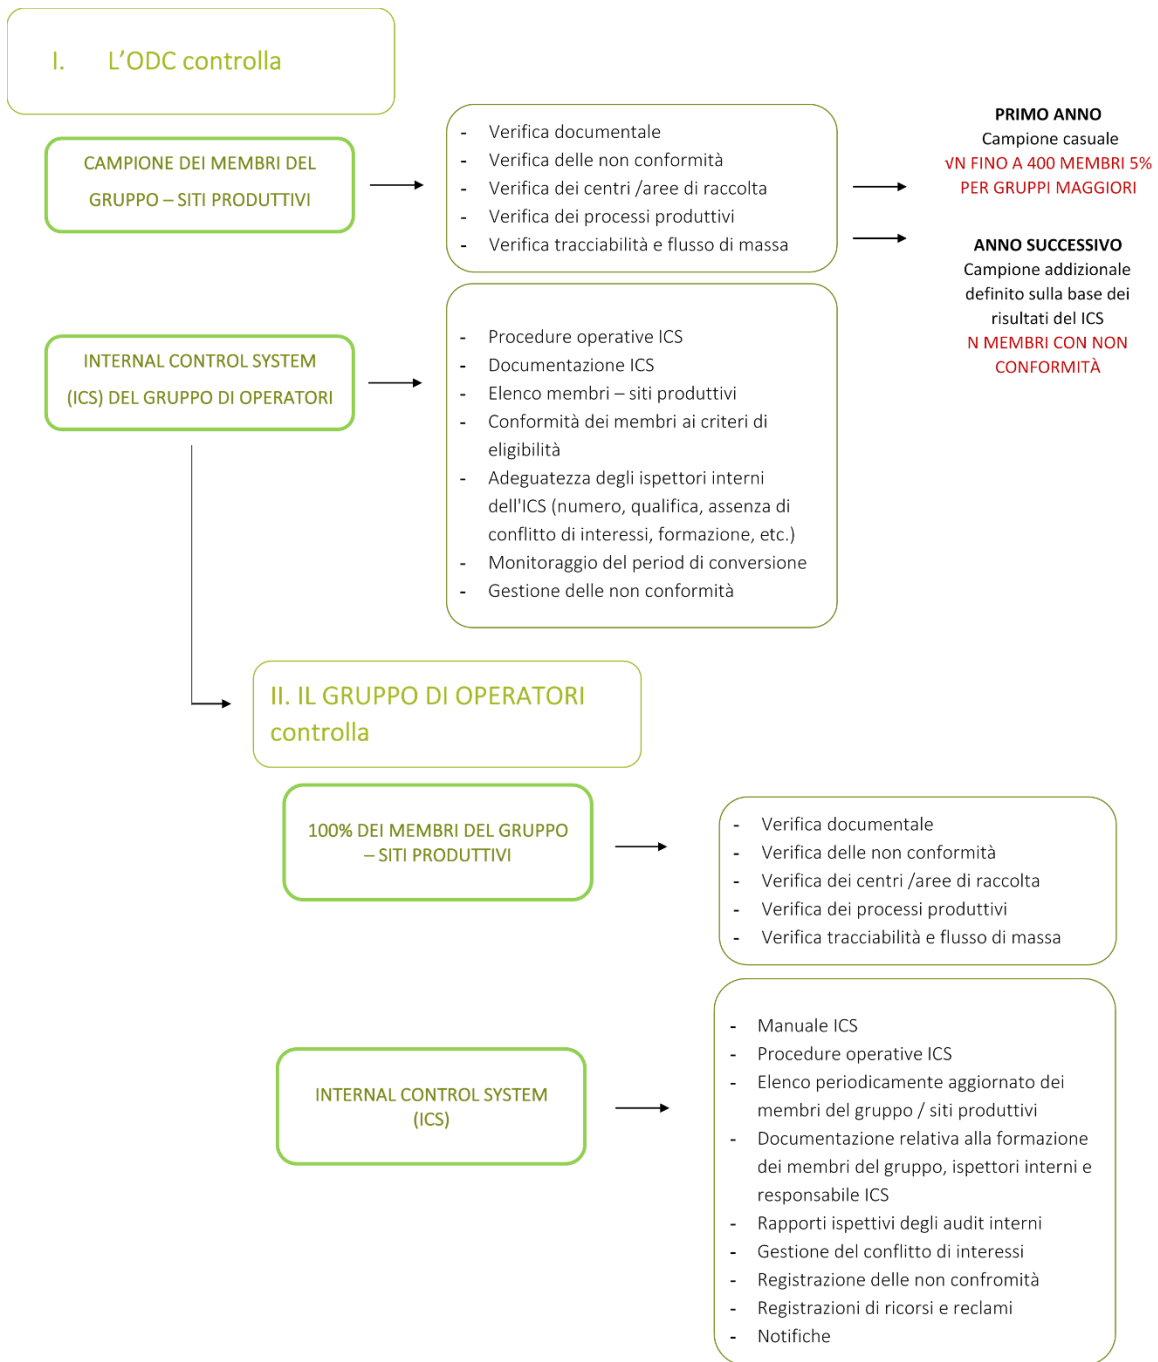 I. L'ODC controlla
CAMPIONE DEI MEMBRI DEL
GRUPPO – SITI PRODUTTIVI
- Verifica documentale
- Verifica delle non conformità
- Verifica dei centri /aree di raccolta
- Verifica dei processi produttivi
- Verifica tracciabilità e flusso di massa
PRIMO ANNO
Campione casuale
√N FINO A 400 MEMBRI 5%
PER GRUPPI MAGGIORI
ANNO SUCCESSIVO
Campione addizionale
definito sulla base dei
risultati del ICS
N MEMBRI CON NON
CONFORMITÀ
INTERNAL CONTROL SYSTEM
(ICS) DEL GRUPPO DI OPERATORI
- Procedure operative ICS
- Documentazione ICS
- Elenco membri – siti produttivi
- Conformità dei membri ai criteri di
eligibilità
- Adeguatezza degli ispettori interni
dell'ICS (numero, qualifica, assenza di
conflitto di interessi, formazione, etc.)
- Monitoraggio del period di conversione
- Gestione delle non conformità
II. IL GRUPPO DI OPERATORI
controlla
100% DEI MEMBRI DEL GRUPPO
– SITI PRODUTTIVI
- Verifica documentale
- Verifica delle non conformità
- Verifica dei centri /aree di raccolta
- Verifica dei processi produttivi
- Verifica tracciabilità e flusso di massa
INTERNAL CONTROL SYSTEM
(ICS)
- Manuale ICS
- Procedure operative ICS
- Elenco periodicamente aggiornato dei
membri del gruppo / siti produttivi
- Documentazione relativa alla formazione
dei membri del gruppo, ispettori interni e
responsabile ICS
- Rapporti ispettivi degli audit interni
- Gestione del conflitto di interessi
- Registrazione delle non confromità
- Registrazioni di ricorsi e reclami
- Notifiche